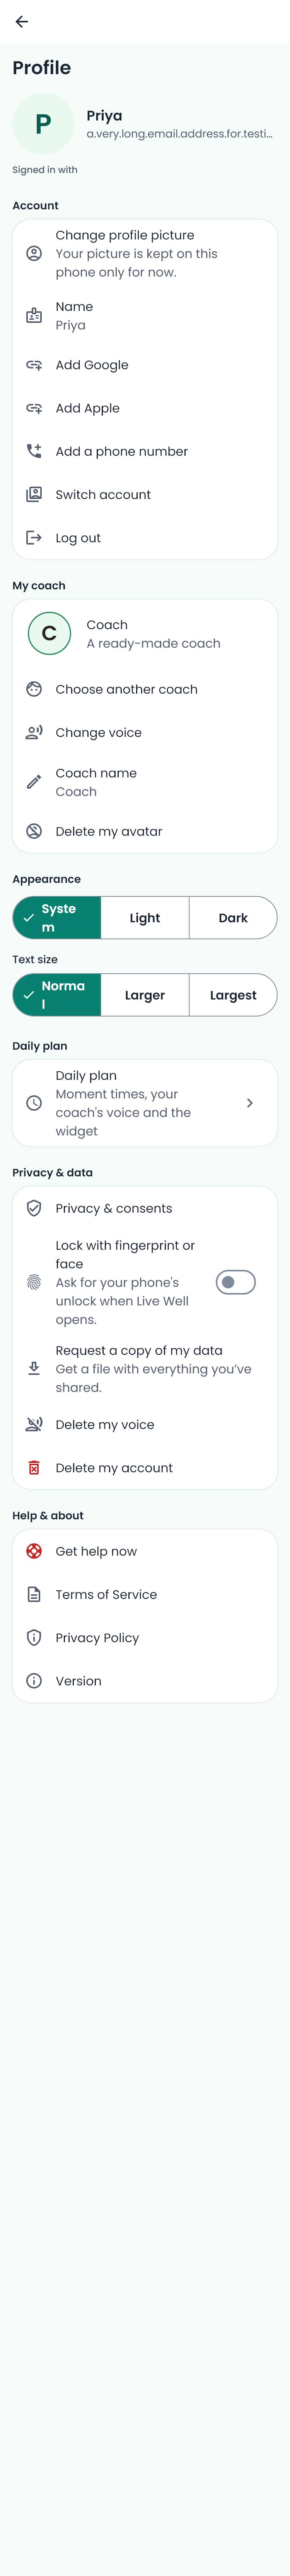 Profile
P
Priya
a.very.long.email.address.for.testi...
Signed in with
Account
Change profile picture
Your picture is kept on this
phone only for now.
Name
Priya
Add Google
Add Apple
Add a phone number
Switch account
Log out
My coach
C
Coach
A ready-made coach
Choose another coach
Change voice
Coach name
Coach
Delete my avatar
Appearance
Syste
m
Light
Dark
Text size
Norma
l
Larger
Largest
Daily plan
Daily plan
Moment times, your
coach's voice and the
widget
Privacy & data
Privacy & consents
Lock with fingerprint or
face
Ask for your phone's
unlock when Live Well
opens.
Request a copy of my data
Get a file with everything you’ve
shared.
Delete my voice
Delete my account
Help & about
Get help now
Terms of Service
Privacy Policy
Version